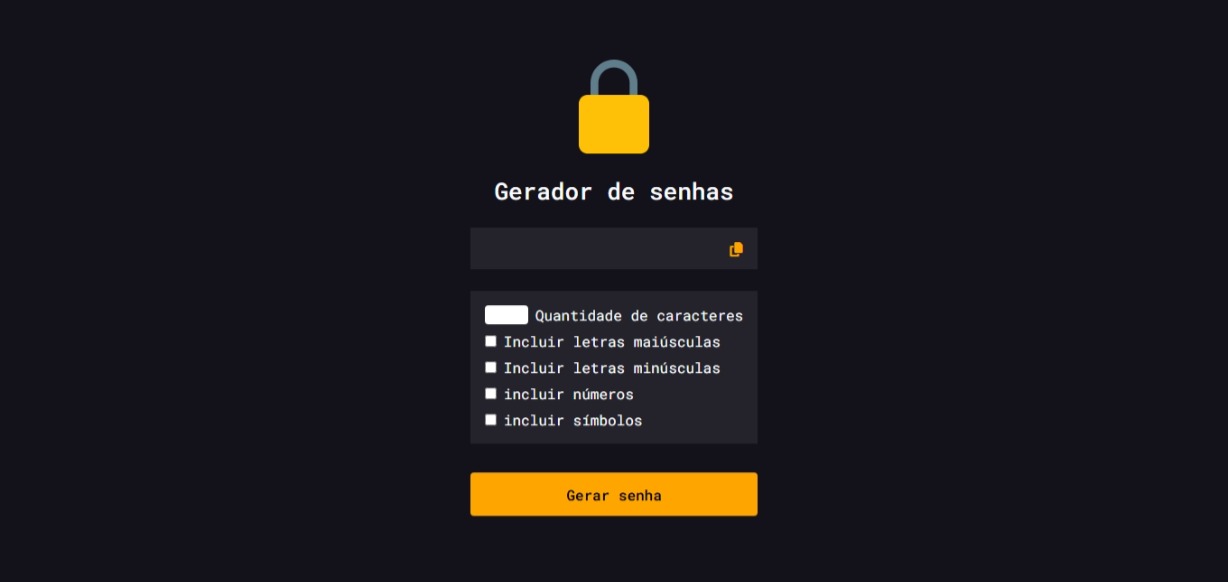 Gerador de senhas
Quantidade de caracteres
Incluir letras maiúsculas
Incluir letras minúsculas
incluir números
incluir símbolos
Gerar senha